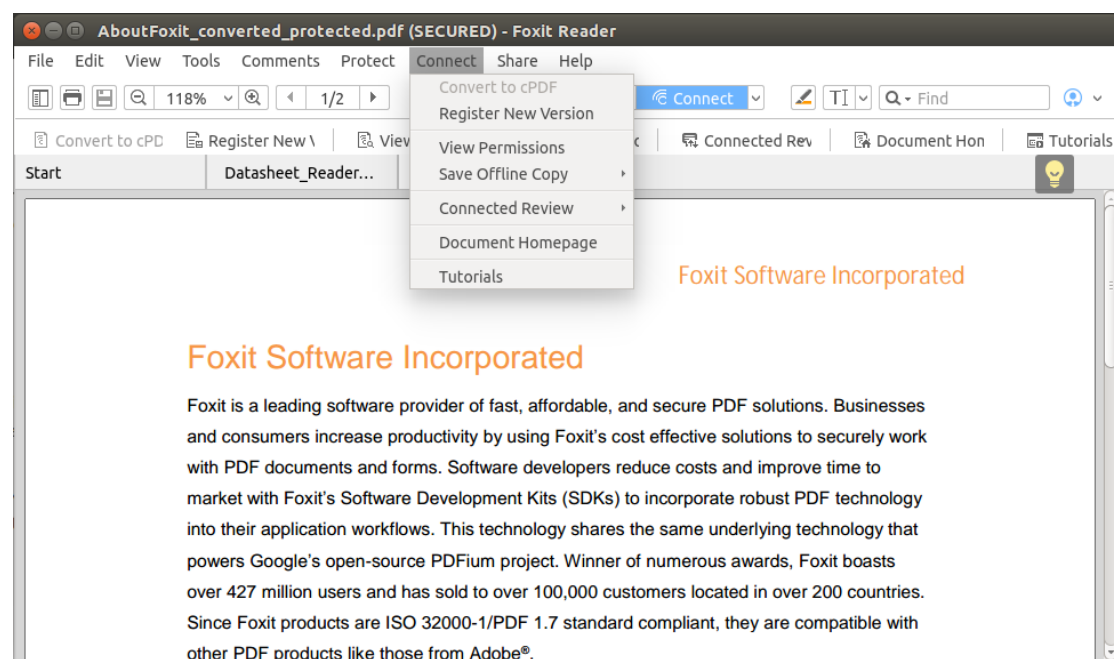 AboutFoxit_converted_protected.pdf (SECURED) - Foxit Reader
File Edit View Tools Comments Protect Connect Share Help
118% 1/2 Connect Find
Convert to cPDF
Register New Version
View Permissions
Save Offline Copy
Connected Review
Document Homepage
Tutorials
Convert to cPD Register New View Connected Rev Document Hon Tutorials
Start Datasheet_Reader...
Foxit Software Incorporated
Foxit Software Incorporated
Foxit is a leading software provider of fast, affordable, and secure PDF solutions. Businesses
and consumers increase productivity by using Foxit's cost effective solutions to securely work
with PDF documents and forms. Software developers reduce costs and improve time to
market with Foxit's Software Development Kits (SDKs) to incorporate robust PDF technology
into their application workflows. This technology shares the same underlying technology that
powers Google's open-source PDFium project. Winner of numerous awards, Foxit boasts
over 427 million users and has sold to over 100,000 customers located in over 200 countries.
Since Foxit products are ISO 32000-1/PDF 1.7 standard compliant, they are compatible with
other PDF products like those from Adobe®.